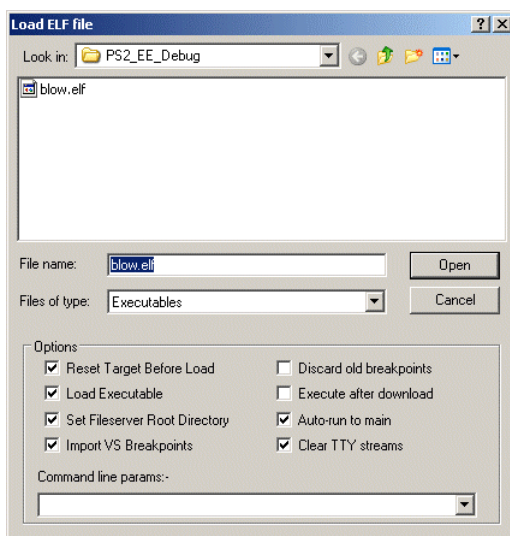 Load ELF file
Look in: PS2_EE_Debug
blow.elf
File name: blow.elf Open
Files of type: Executables Cancel
Options
Reset Target Before Load Discard old breakpoints
Load Executable Execute after download
Set Fileserver Root Directory Auto-run to main
Import VS Breakpoints Clear TTY streams
Command line params:-